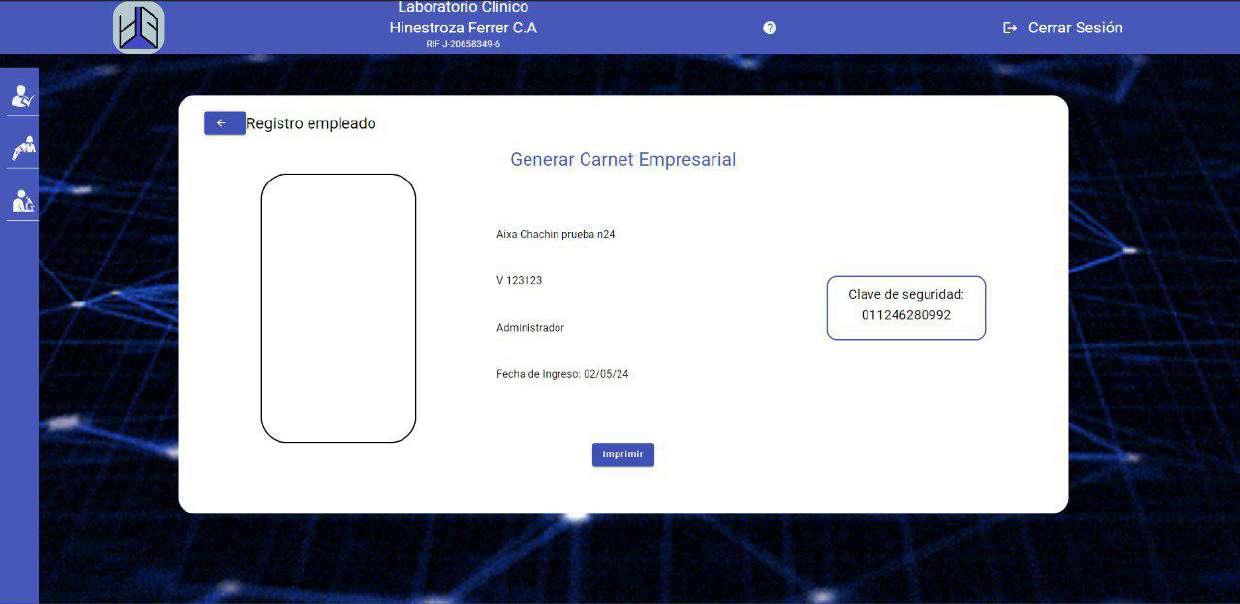 Laboratorio Clinico
Hinestroza Ferrer C.A
RIF J-20658349-6
?
Cerrar Sesión
Registro empleado
Generar Carnet Empresarial
Aixa Chachin prueba n24
V 123123
Administrador
Fecha de Ingreso: 02/05/24
Clave de seguridad:
011246280992
Imprimir